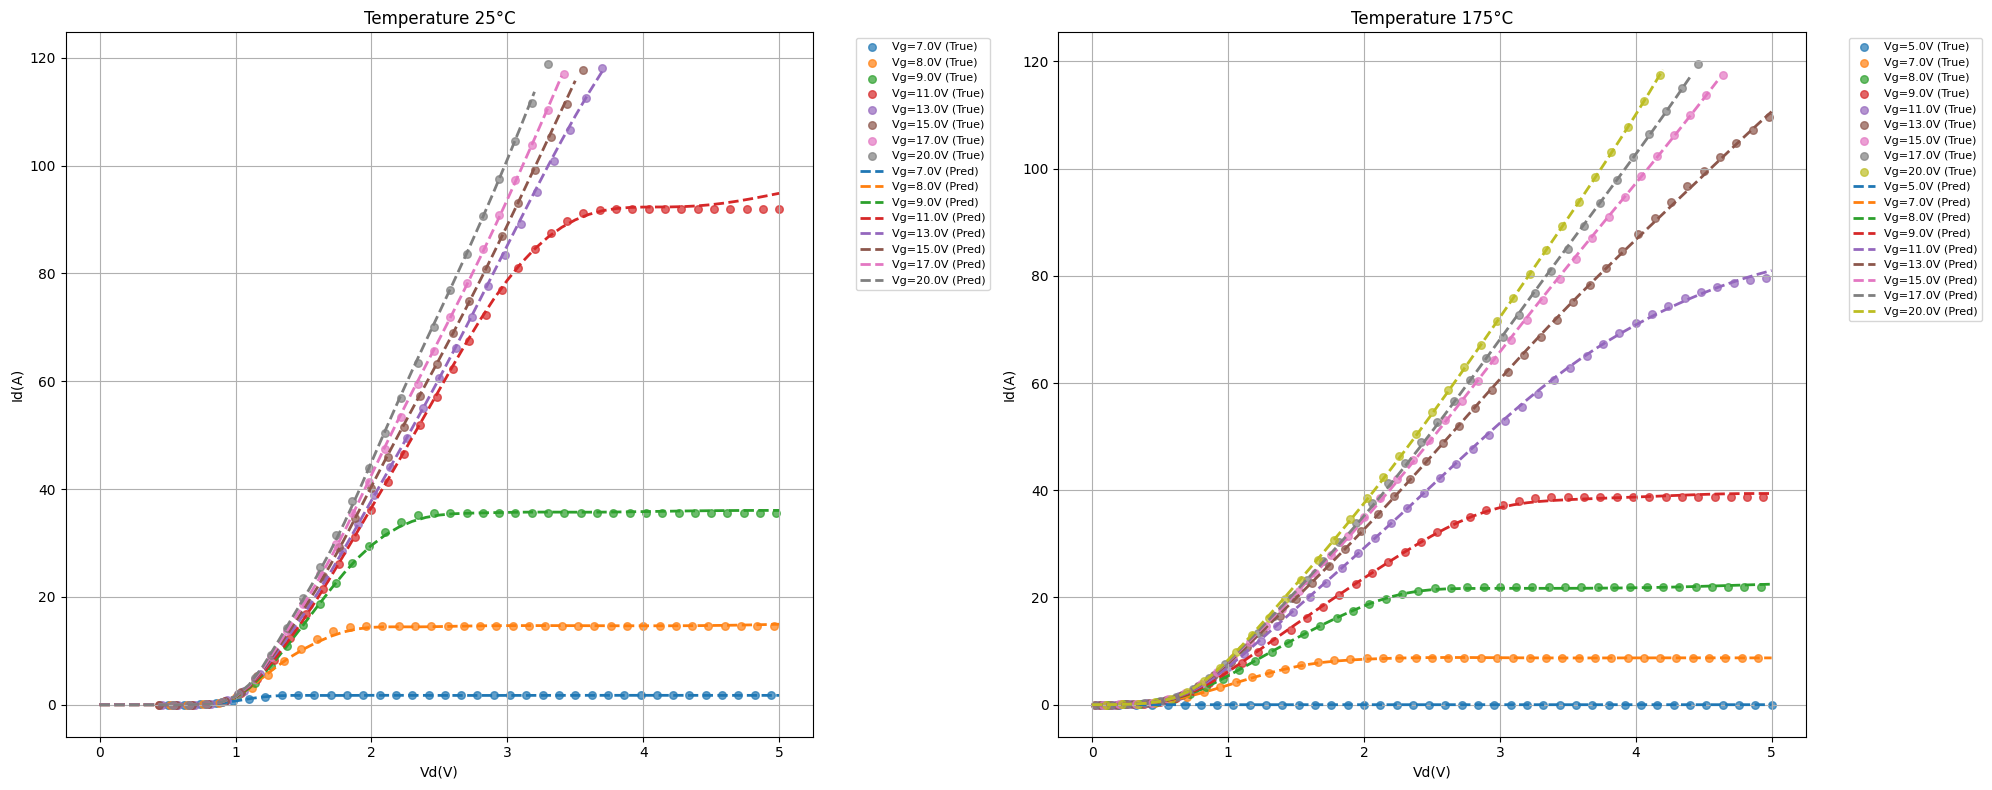 Temperature 25°C
120
100
80
60
40
20
0
Id(A)
0 1 2 3 4 5
Vd(V)
Vg=7.0V (True)
Vg=8.0V (True)
Vg=9.0V (True)
Vg=11.0V (True)
Vg=13.0V (True)
Vg=15.0V (True)
Vg=17.0V (True)
Vg=20.0V (True)
Vg=7.0V (Pred)
Vg=8.0V (Pred)
Vg=9.0V (Pred)
Vg=11.0V (Pred)
Vg=13.0V (Pred)
Vg=15.0V (Pred)
Vg=17.0V (Pred)
Vg=20.0V (Pred)
Temperature 175°C
120
100
80
60
40
20
0
Id(A)
0 1 2 3 4 5
Vd(V)
Vg=5.0V (True)
Vg=7.0V (True)
Vg=8.0V (True)
Vg=9.0V (True)
Vg=11.0V (True)
Vg=13.0V (True)
Vg=15.0V (True)
Vg=17.0V (True)
Vg=20.0V (True)
Vg=5.0V (Pred)
Vg=7.0V (Pred)
Vg=8.0V (Pred)
Vg=9.0V (Pred)
Vg=11.0V (Pred)
Vg=13.0V (Pred)
Vg=15.0V (Pred)
Vg=17.0V (Pred)
Vg=20.0V (Pred)